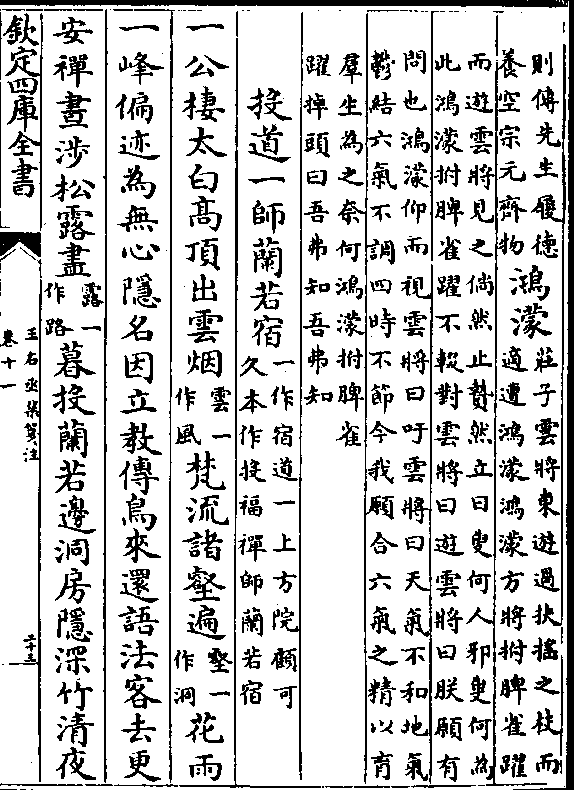 則傳先生履德
養空宗元齊物
鴻濛
莊子雲將東遊過扶搖之枝而
適遭鴻濛鴻濛方將拊脾雀躍
而遊雲將見之倘然止贄然立曰叟何人邪叟何為
此鴻濛拊脾雀躍不輟對雲將曰遊雲將曰朕願有
問也鴻濛仰而視雲將曰吁雲將曰天氣不和地氣
鬱結六氣不調四時不節今我願合六氣之精以育
羣生為之奈何鴻濛拊脾雀
躍掉頭曰吾弗知吾弗知
投道一師蘭若宿
一作宿道一上方院顧可
久本作投福禪師蘭若宿
一公棲太白高頂出雲烟雲一作風梵流諸壑遍壑一作洞花雨
一峰偏迹為無心隱名因立教傳鳥來還語法客去更
安禪晝涉松露盡露一作路暮投蘭若邊洞房隱深竹清夜
欽定四庫全書
王右丞集箋注
卷十一
二十三